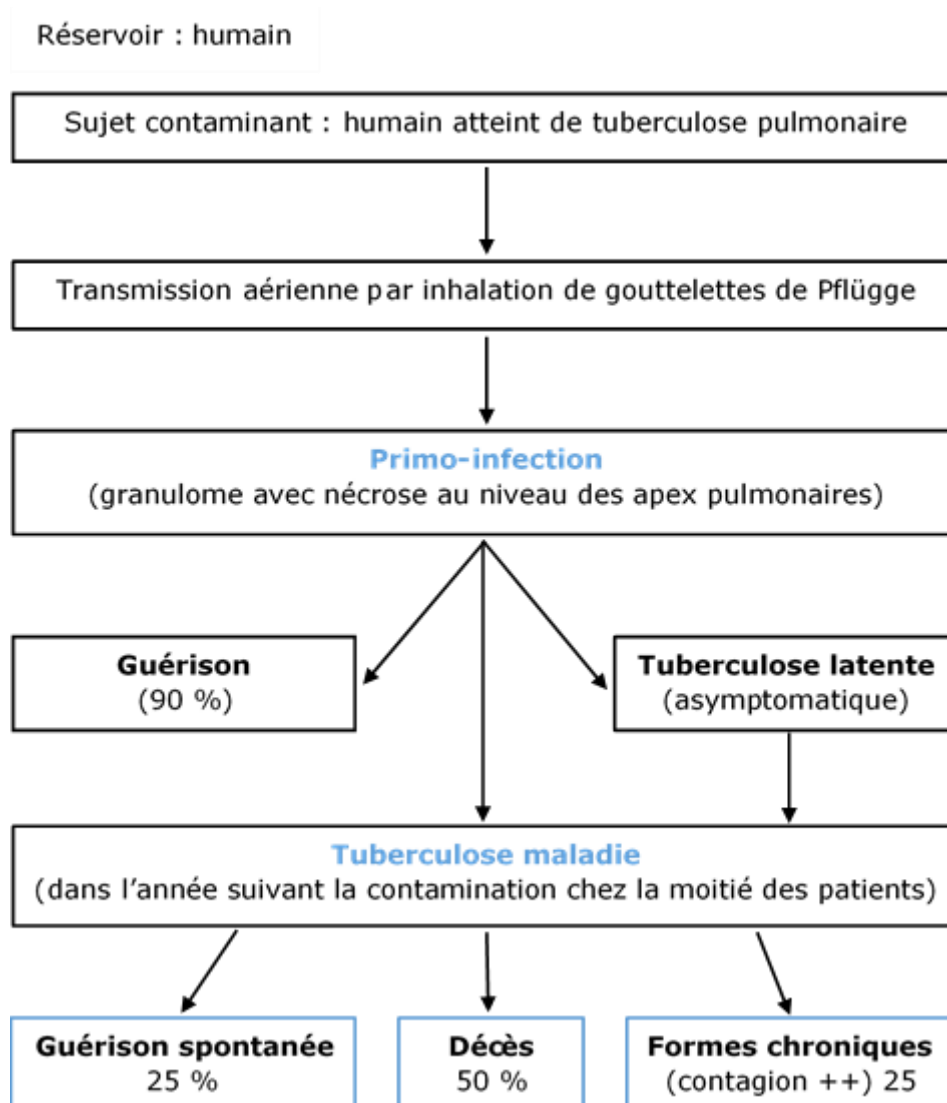 Réservoir : humain
Sujet contaminant : humain atteint de tuberculose pulmonaire
Transmission aérienne par inhalation de gouttelettes de Pflügge
Primo-infection
(granulome avec nécrose au niveau des apex pulmonaires)
Guérison
(90 %)
Tuberculose latente
(asymptomatique)
Tuberculose maladie
(dans l’année suivant la contamination chez la moitié des patients)
Guérison spontanée
25 %
Décès
50 %
Formes chroniques
(contagion ++) 25